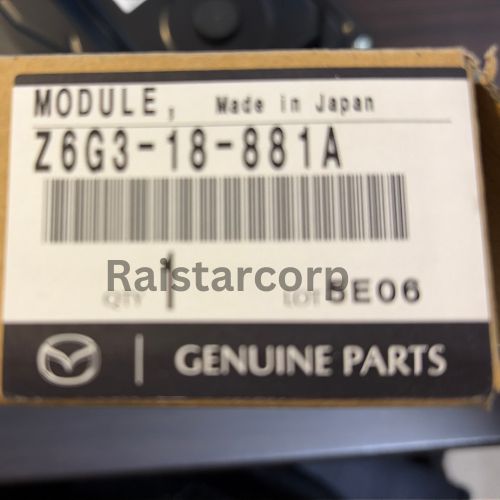 MODULE, Made in Japan
Z6G3-18-881A
Raistarcorp
QTY 1 LOT BE06
GENUINE PARTS